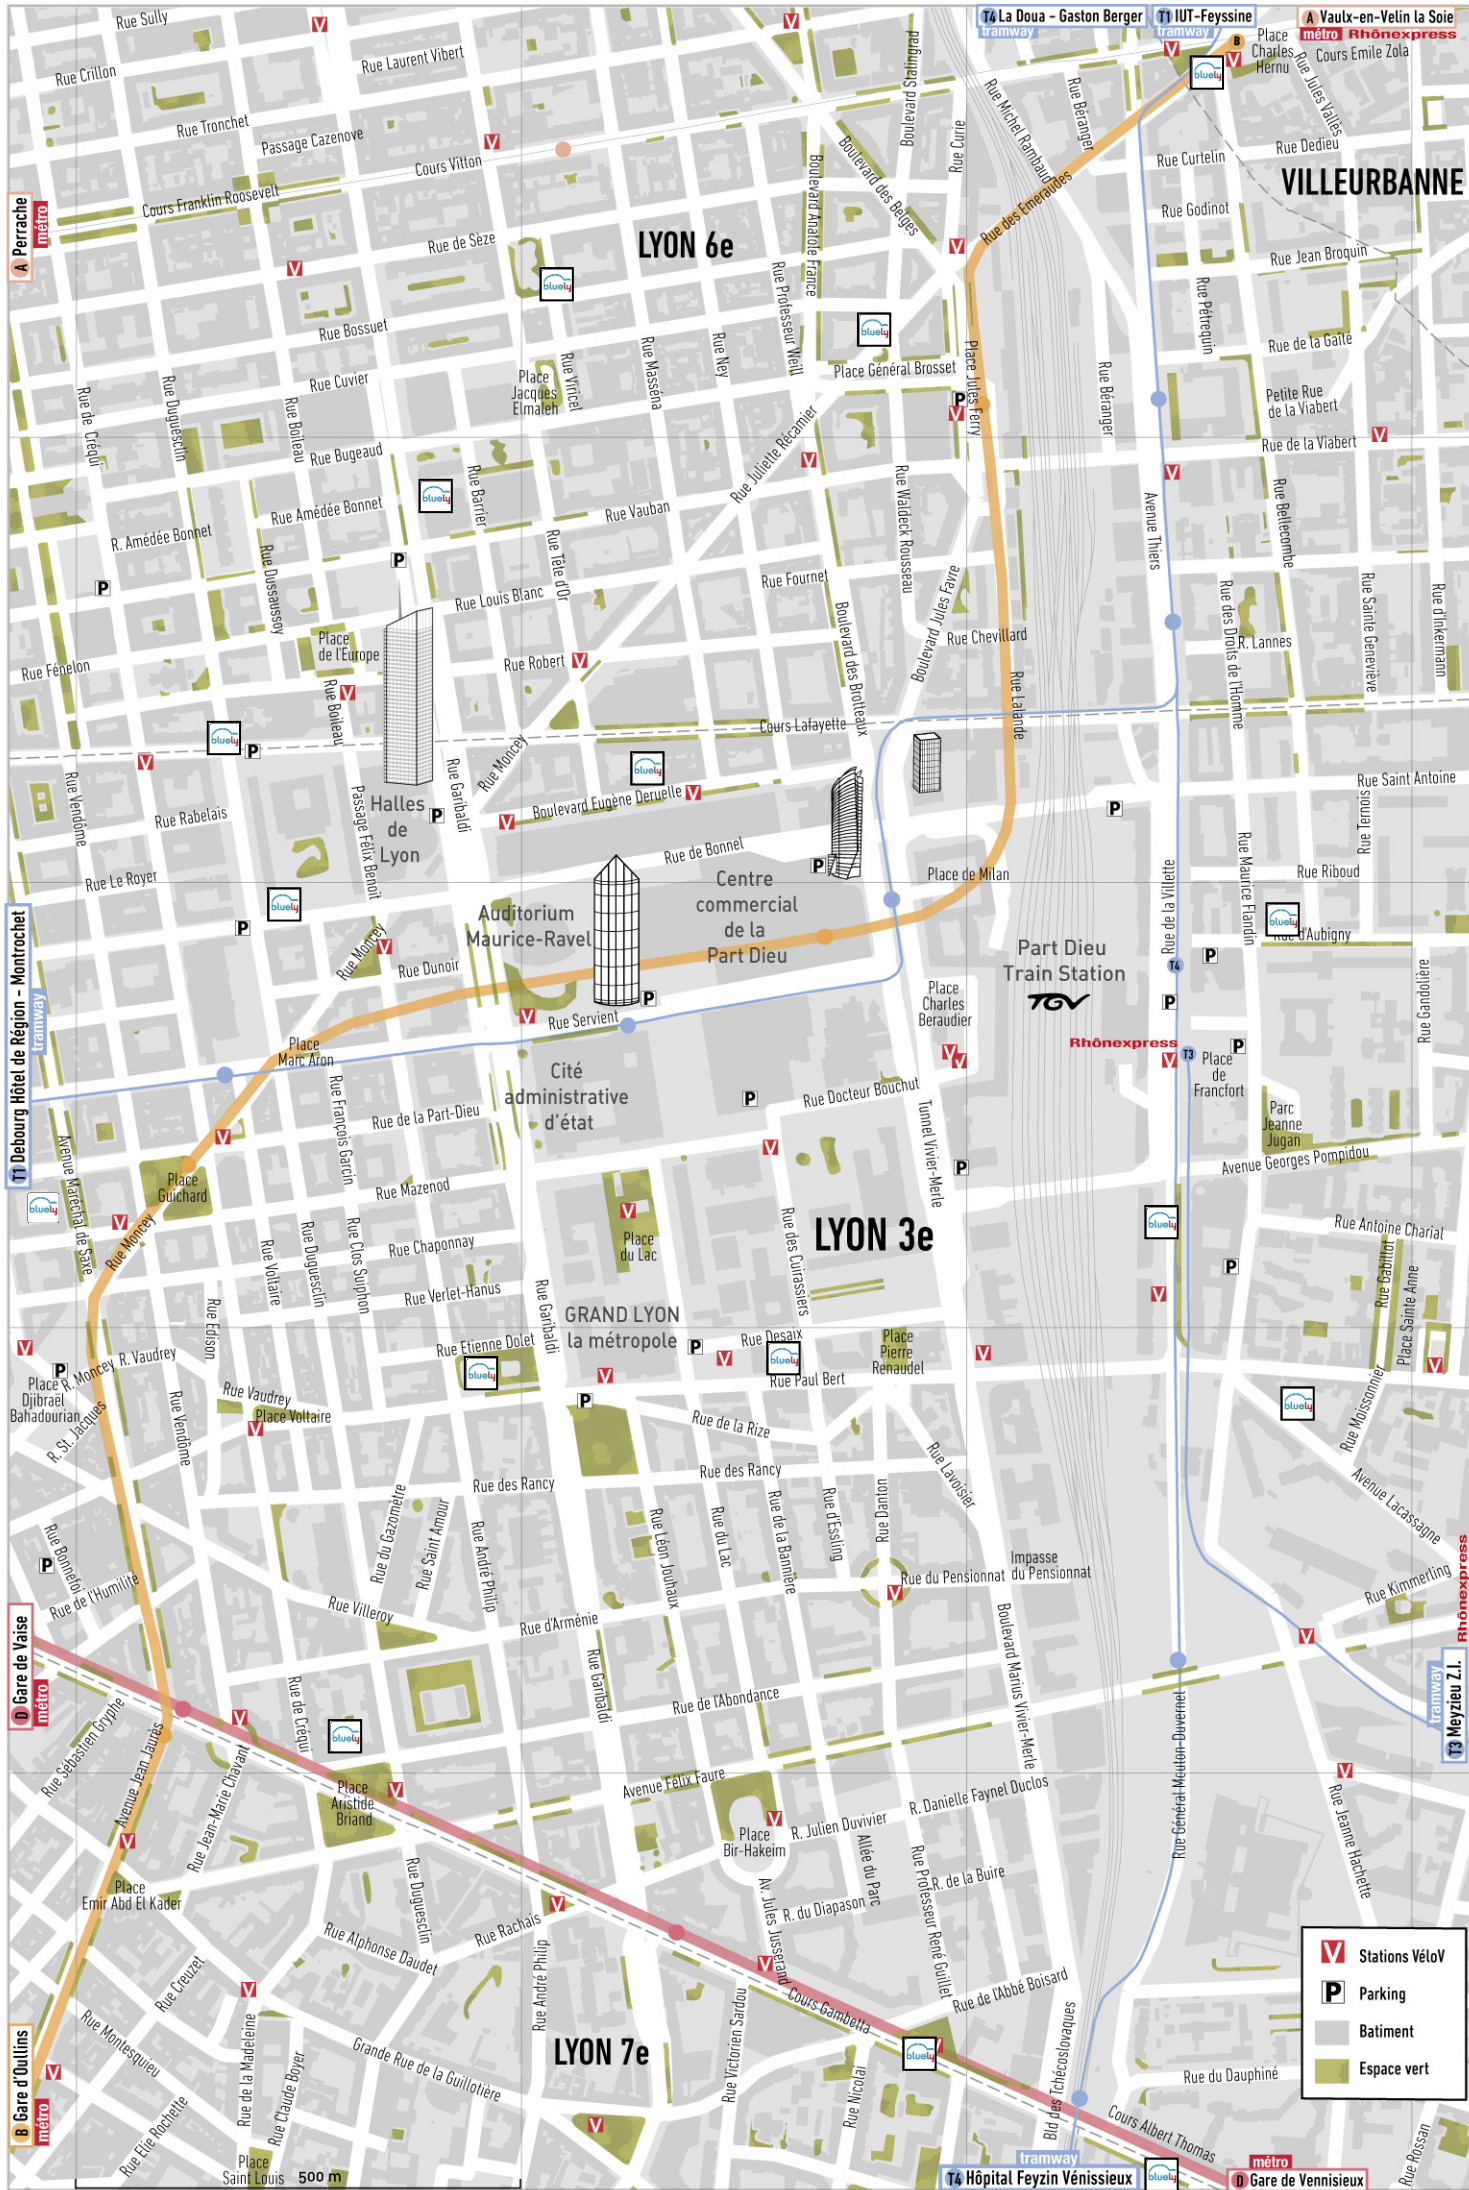 Rue Sully
T4 La Doua - Gaston Berger
tramway
T1 IUT-Feyssine
tramway
A Vaulx-en-Velin la Soie
métro Rhônexpress
B
Place
Charles
Hernu
Cours Emile Zola
Rue Crillon
Rue Laurent Vibert
Boulevard Stalingrad
Rue Michel Rambaud
Rue Béranger
Rue Jules Vallès
bluely
Rue Tronchet
Passage Cazenove
Cours Vitton
Boulevard Anatole France
Boulevard des Belges
Rue Curie
Rue Curtelin
Rue Dedieu
VILLEURBANNE
Cours Franklin Roosevelt
A Perrache
métro
Rue de Sèze
LYON 6e
Rue des Emeraudes
Rue Godinot
Rue Jean Broquin
bluely
Rue Professeur Weill
Rue Bossuet
bluely
Rue Pétrequin
Rue de la Gaîté
Rue Cuvier
Place
Jacques
Elmaleh
Rue Viricel
Rue Masséna
Rue Ney
Place Général Brosset
Place Jules Ferry
P
Rue Béranger
Petite Rue
de la Viabert
Rue de Créqui
Rue Duguesclin
Rue Boileau
Rue Bugeaud
Rue Juliette Récamier
Rue de la Viabert
bluely
Rue Barrier
Rue Waldeck Rousseau
Avenue Thiers
Rue Bellecombe
R. Amédée Bonnet
Rue Amédée Bonnet
Rue Vauban
Rue Tête d'Or
P
P
Rue Dussaussoy
Rue Louis Blanc
Rue Fournet
Boulevard Jules Favre
Rue des Droits de l'Homme
Rue Sainte Geneviève
Rue d'Inkermann
Place
de l'Europe
Boulevard des Brotteaux
Rue Chevillard
R. Lannes
Rue Fénelon
Rue Robert
Rue Boileau
Rue Lalande
bluely
P
Rue Moncey
Cours Lafayette
bluely
Rue Vendôme
Passage Félix Benoit
Rue Garibaldi
Rue Saint Antoine
Rue Rabelais
Halles
de
Lyon
P
Boulevard Eugène Deruelle
P
Rue Ternois
Rue de Bonnel
P
Place de Milan
Rue Le Royer
Centre
commercial
de la
Part Dieu
Rue de la Villette
Rue Maurice Flandin
Rue Riboud
bluely
P
Auditorium
Maurice-Ravel
bluely
Rue d'Aubigny
Rue Moncey
Rue Dunoir
Part Dieu
Train Station
TGV
T4
P
P
Rue Gandolière
Place
Charles
Beraudier
T1 Debourg Hôtel de Région - Montrochet
tramway
P
Rue Servient
Place
Marc Aron
Rhônexpress
T3
P
Place
de
Francfort
Cité
administrative
d'état
Rue François Garcin
Rue de la Part-Dieu
P
Rue Docteur Bouchut
Tunnel Vivier-Merle
Parc
Jeanne
Jugan
Avenue Maréchal de Saxe
Avenue Georges Pompidou
P
Place
Guichard
Rue Mazenod
bluely
Rue Moncey
Place
du Lac
Rue des Cuirassiers
LYON 3e
bluely
Rue Antoine Charial
Rue Voltaire
Rue Duguesclin
Rue Clos Suiphon
Rue Chaponnay
P
Rue Gabillot
Place Sainte Anne
Rue Edison
Rue Verlet-Hanus
Rue Garibaldi
GRAND LYON
la métropole
P
Rue Desaix
Place
Pierre
Renaudel
Rue Etienne Dolet
bluely
bluely
Rue Paul Bert
R. Moncey
R. Vaudrey
P
Place
Djibraël
Bahadourian
R. St. Jacques
Rue Vendôme
Rue Vaudrey
Place Voltaire
P
Rue de la Rize
bluely
Rue Moissonnier
Avenue Lacassagne
Rue Lavoisier
Rue des Rancy
Rue des Rancy
Rue du Gazomètre
Rue Saint Amour
Rue André Philip
Rue Léon Jouhaux
Rue du Lac
Rue de la Bannière
Rue d'Essling
Rue Danton
Rue Bonnefoi
P
Rue de l'Humilité
Rue du Pensionnat
Impasse
du Pensionnat
Rue Kimmerling
Rhônexpress
Rue Villeroy
Rue d'Arménie
D Gare de Vaise
métro
Rue Garibaldi
Boulevard Marius Vivier-Merle
tramway
T3 Meyzieu Z.I.
Rue de Créqui
Rue de l'Abondance
Rue Sébastien Gryphe
bluely
Rue Général Mouton-Duvernet
Avenue Jean Jaurès
Rue Jean-Marie Chavant
Place
Aristide
Briand
Avenue Félix Faure
R. Danielle Faynel Duclos
Rue Jeanne Hachette
Place
Bir-Hakeim
R. Julien Duvivier
Allée du Parc
Place
Emir Abd El Kader
Rue Duguesclin
Rue Rachais
Av. Jules Jusserand
R. du Diapason
R. de la Buire
Rue Professeur René Guillet
Rue Alphonse Daudet
Rue André Philip
Rue Creuzet
Cours Gambetta
Rue de l'Abbé Boisard
V Stations VéloV
P Parking
Batiment
Espace vert
Rue Montesquieu
Rue de la Madeleine
Rue Claude Boyer
Grande Rue de la Guillotière
LYON 7e
Rue Victorien Sardou
Rue Nicolaï
bluely
Bld des Tchécoslovaques
Rue du Dauphiné
B Gare d'Oullins
métro
Rue Elie Rochette
Cours Albert Thomas
Rue Rossan
Place
Saint Louis
500 m
tramway
T4 Hôpital Feyzin Vénissieux
bluely
métro
D Gare de Vennisieux